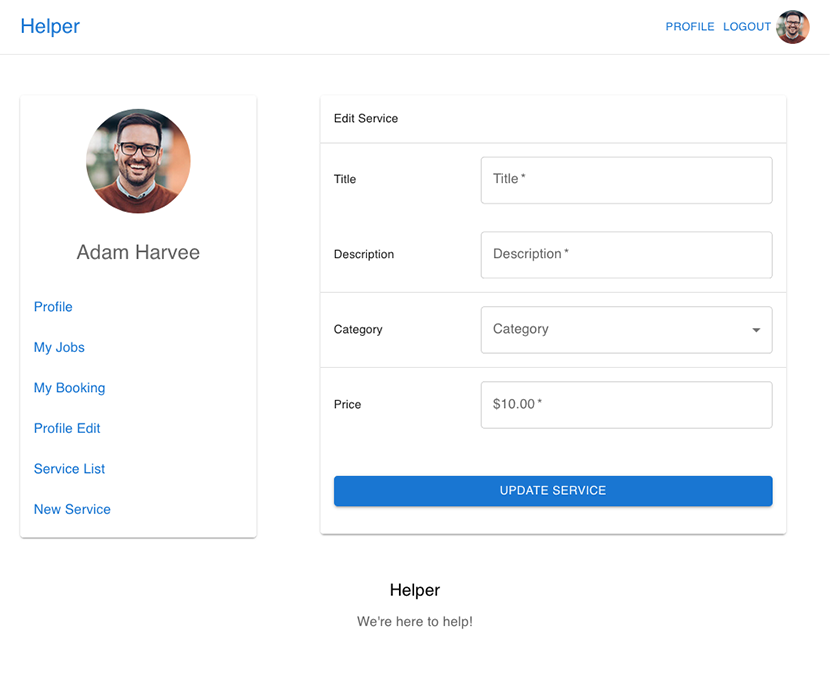 Helper
PROFILE LOGOUT
Adam Harvee
Profile
My Jobs
My Booking
Profile Edit
Service List
New Service
Edit Service
Title
Title *
Description
Description *
Category
Category
Price
$10.00 *
UPDATE SERVICE
Helper
We're here to help!